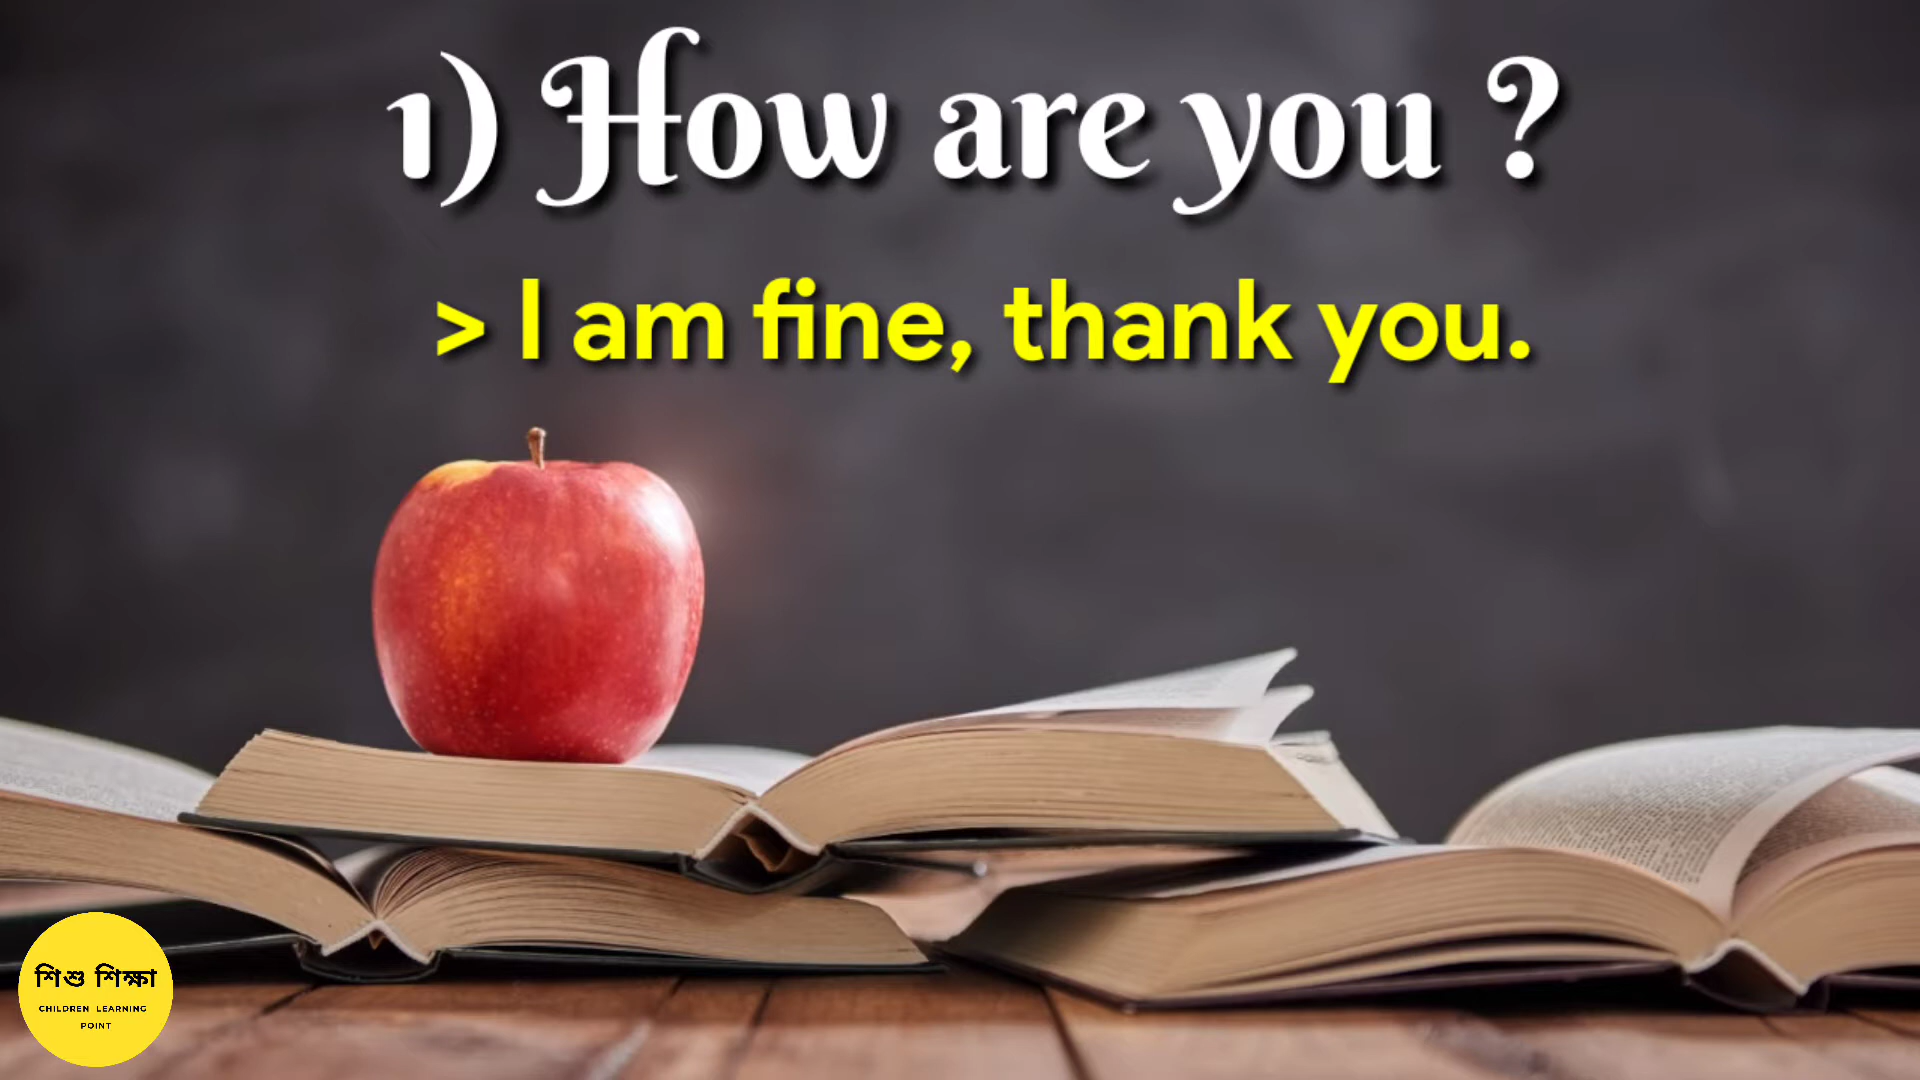 1) How are you ?
> I am fine, thank you.
শিশু শিক্ষা
CHILDREN LEARNING
POINT